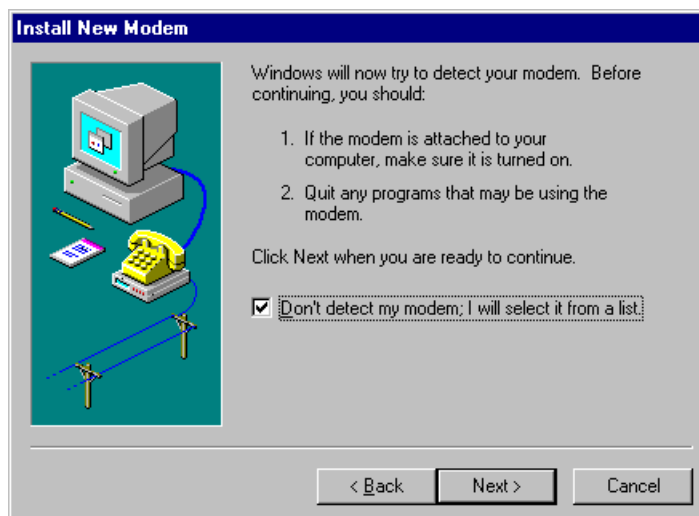 Install New Modem
Windows will now try to detect your modem.  Before
continuing, you should:
1.  If the modem is attached to your
computer, make sure it is turned on.
2.  Quit any programs that may be using the
modem.
Click Next when you are ready to continue.
Don't detect my modem; I will select it from a list.
< Back
Next >
Cancel